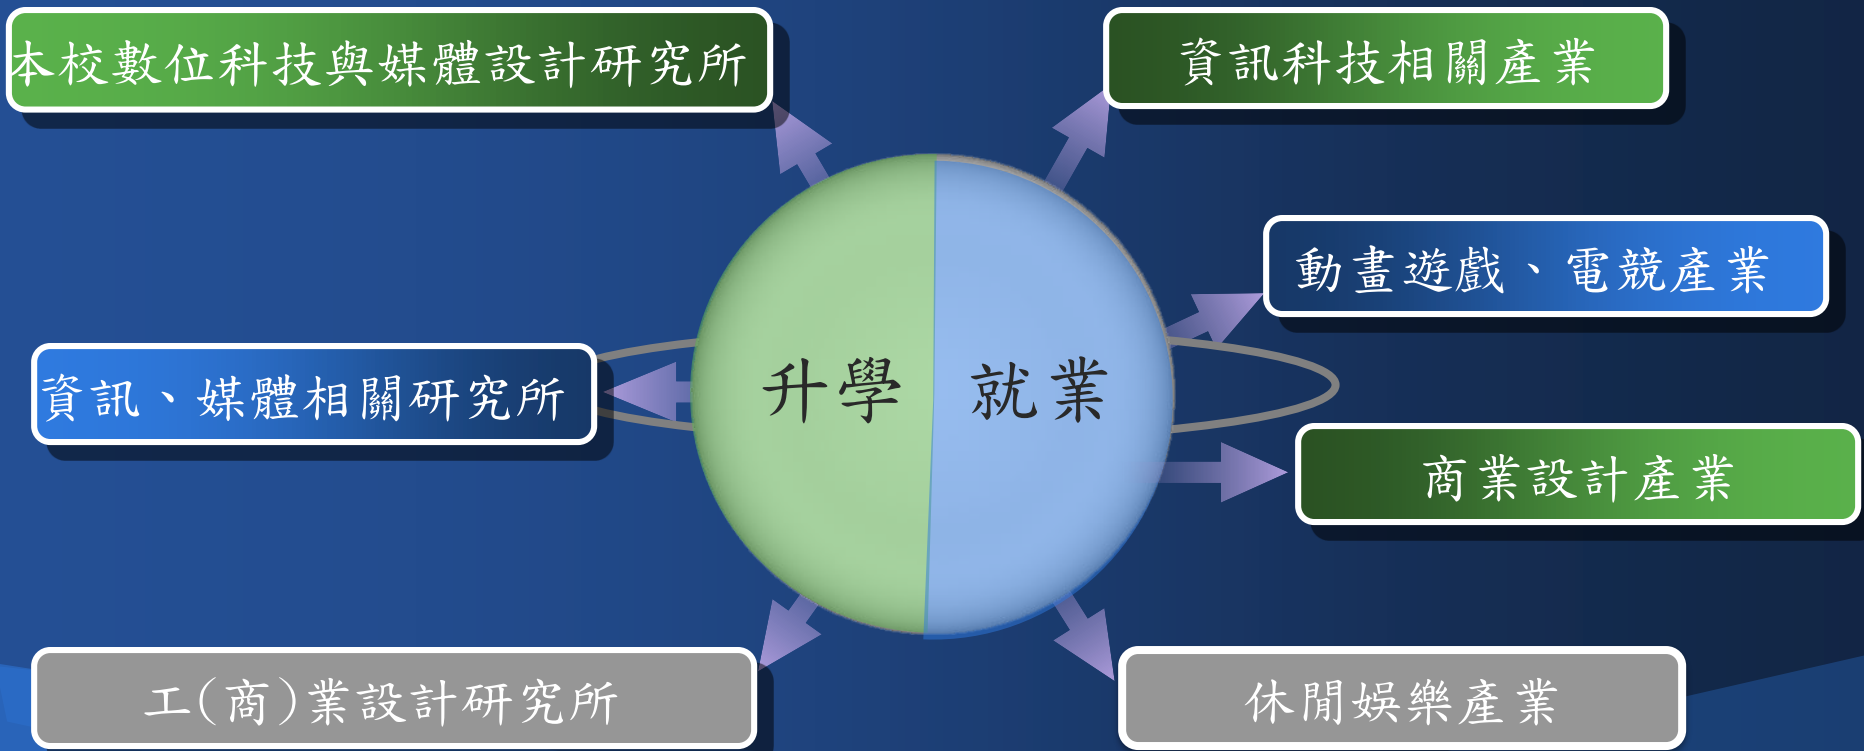 本校數位科技與媒體設計研究所
資訊科技相關產業
動畫遊戲、電競產業
資訊、媒體相關研究所
升學
就業
商業設計產業
工(商)業設計研究所
休閒娛樂產業